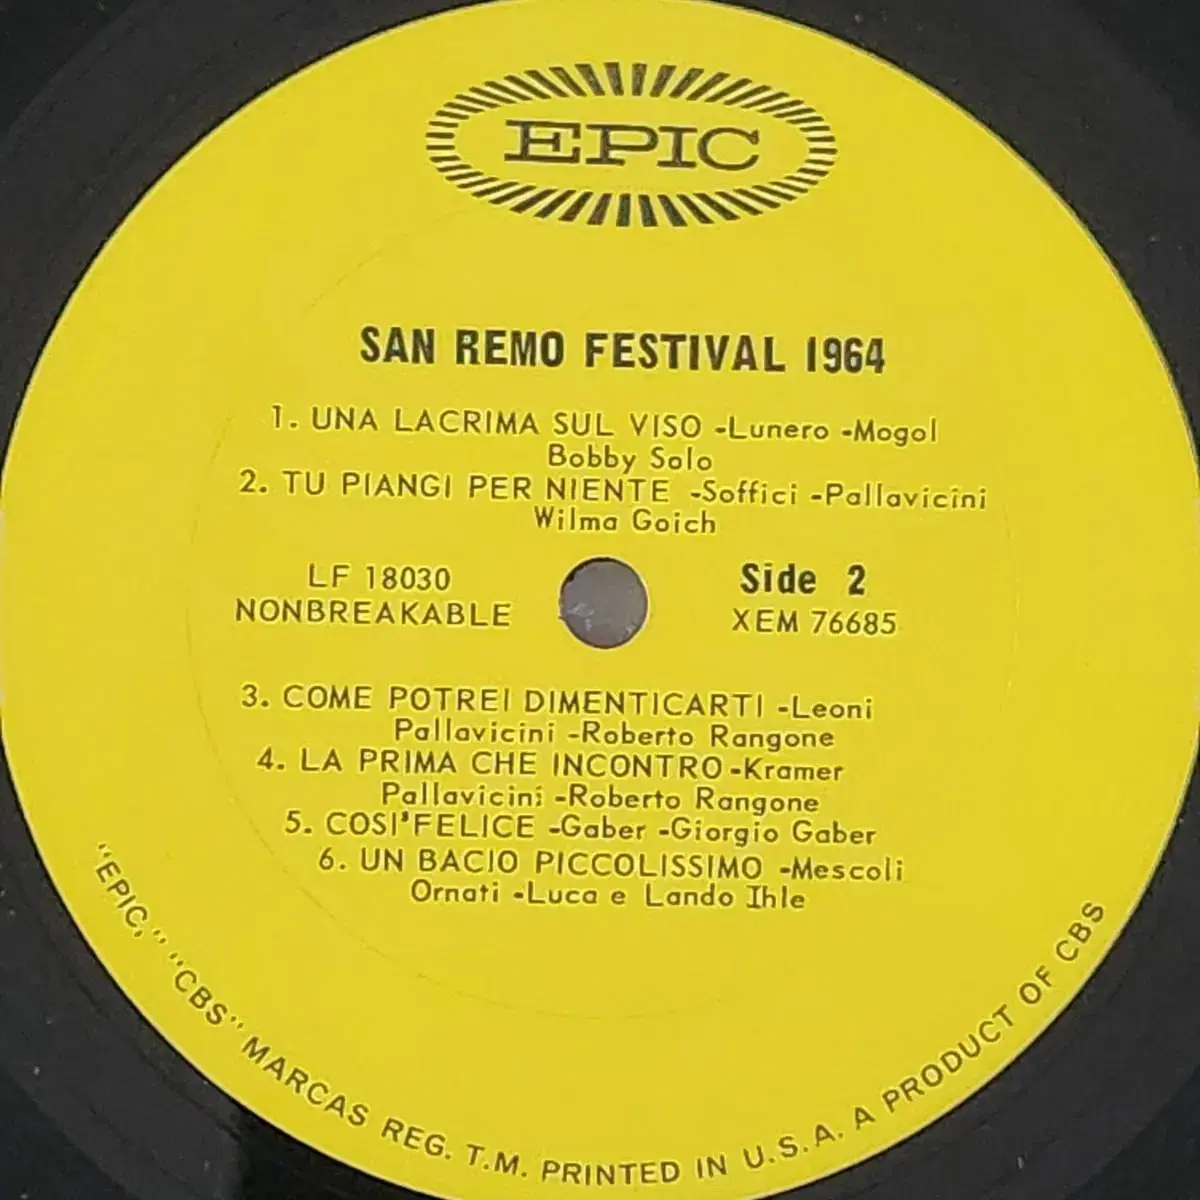 EPIC
SAN REMO FESTIVAL 1964
1. UNA LACRIMA SUL VISO -Lunero -Mogol
Bobby Solo
2. TU PIANGI PER NIENTE -Soffici -Pallavicini
Wilma Goich
LF 18030
NONBREAKABLE
Side 2
XEM 76685
3. COME POTREI DIMENTICARTI -Leoni
Pallavicini -Roberto Rangone
4. LA PRIMA CHE INCONTRO -Kramer
Pallavicini -Roberto Rangone
5. COSI'FELICE -Gaber -Giorgio Gaber
6. UN BACIO PICCOLISSIMO -Mescoli
Ornati -Luca e Lando Ihle
"EPIC," "CBS" MARCAS REG. T.M. PRINTED IN U.S.A. A PRODUCT OF CBS